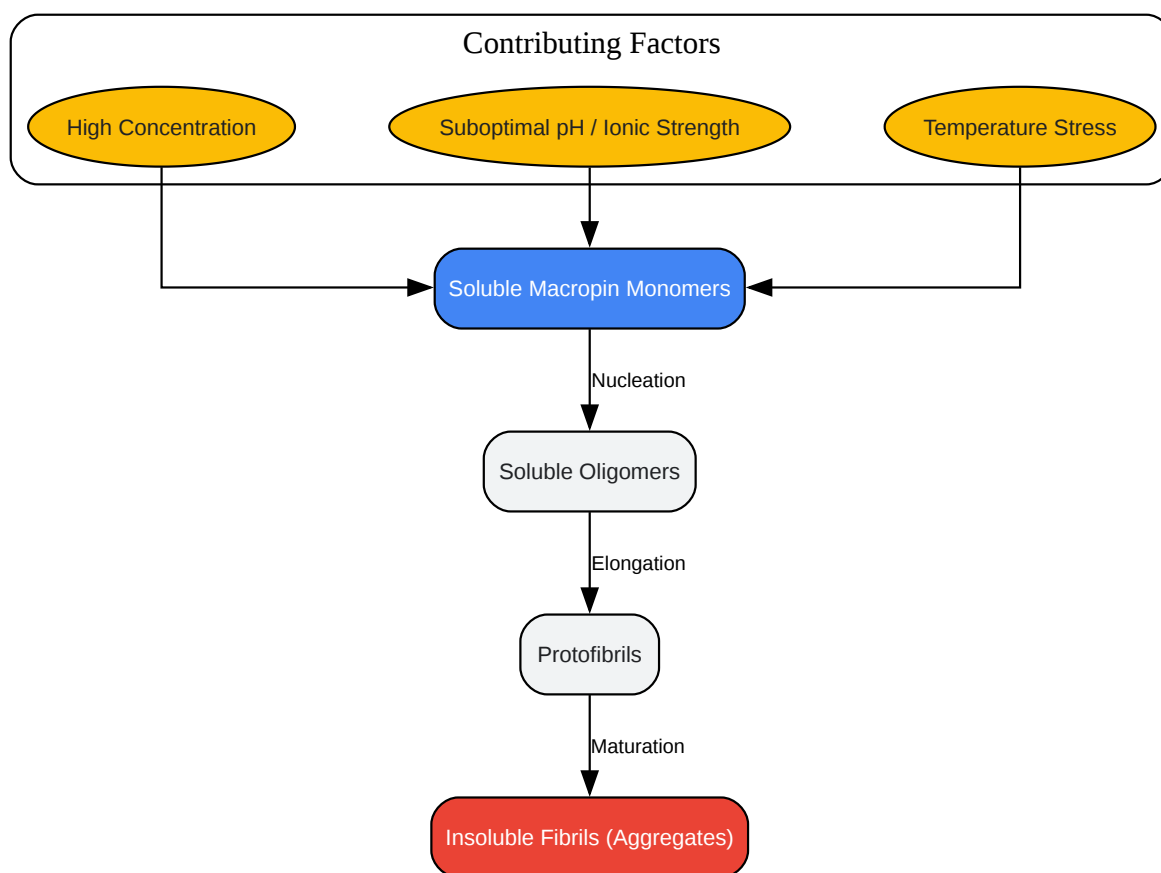 Contributing Factors
High Concentration
Suboptimal pH / Ionic Strength
Temperature Stress
Soluble Macropin Monomers
Nucleation
Soluble Oligomers
Elongation
Protofibrils
Maturation
Insoluble Fibrils (Aggregates)